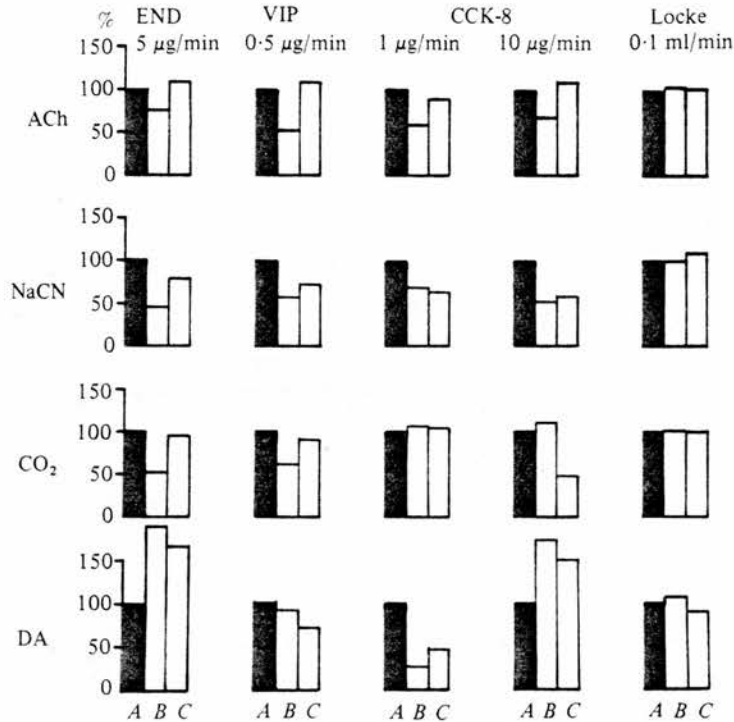 % END VIP CCK-8 Locke
5 μg/min 0·5 μg/min 1 μg/min 10 μg/min 0·1 ml/min
150
100
ACh
50
0
150
100
NaCN
50
0
150
100
CO₂
50
0
150
100
DA
50
0
A B C A B C A B C A B C A B C